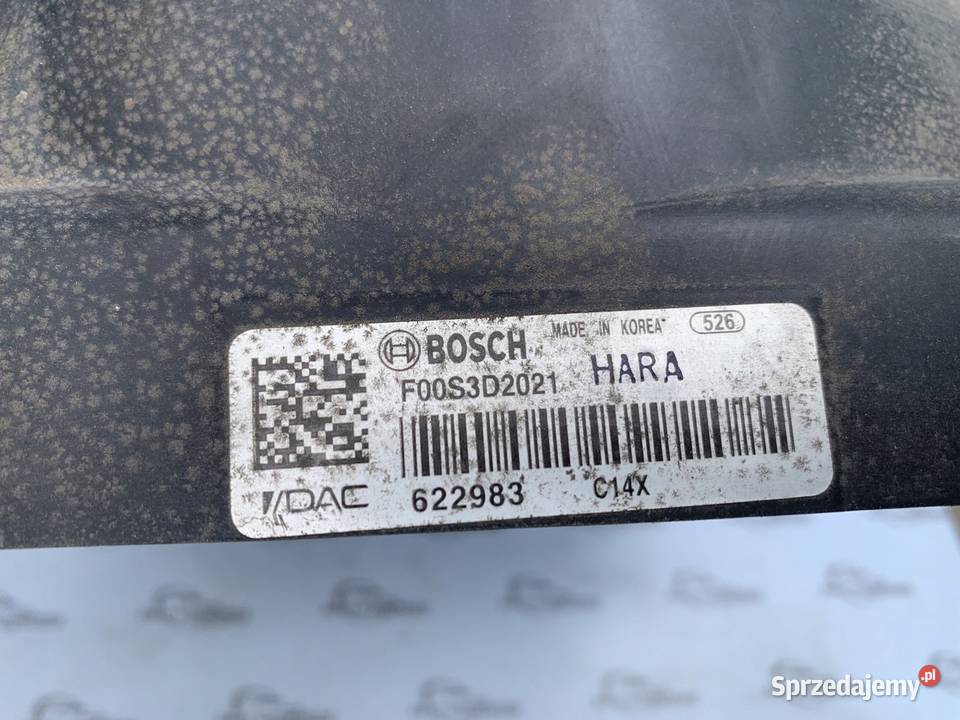 BOSCH MADE IN KOREA 526
F00S3D2021 HARA
DAC 622983 C14X
Sprzedajemy.pl